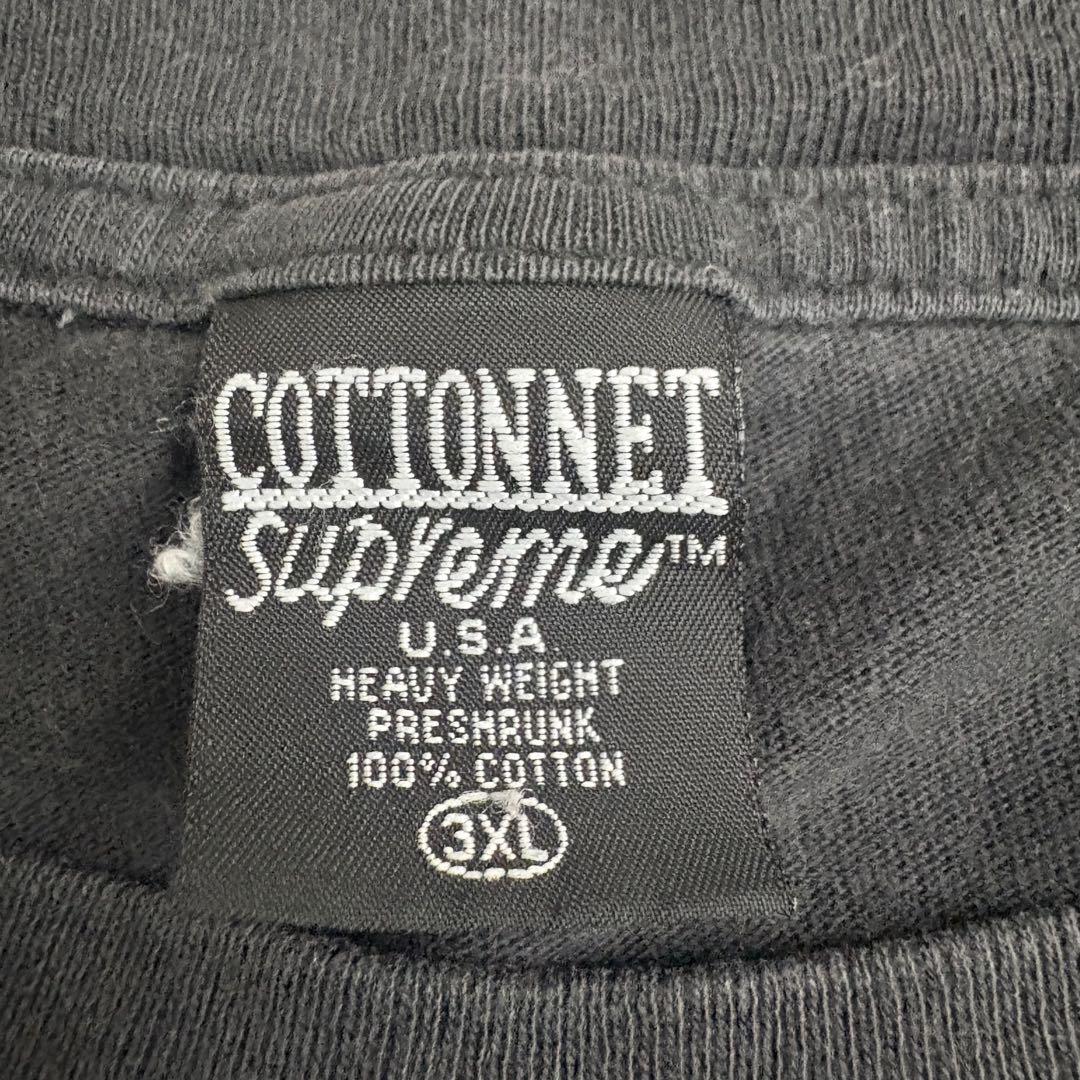 COTTONNET
Supreme™
U.S.A.
HEAVY WEIGHT
PRESHRUNK
100% COTTON
3XL